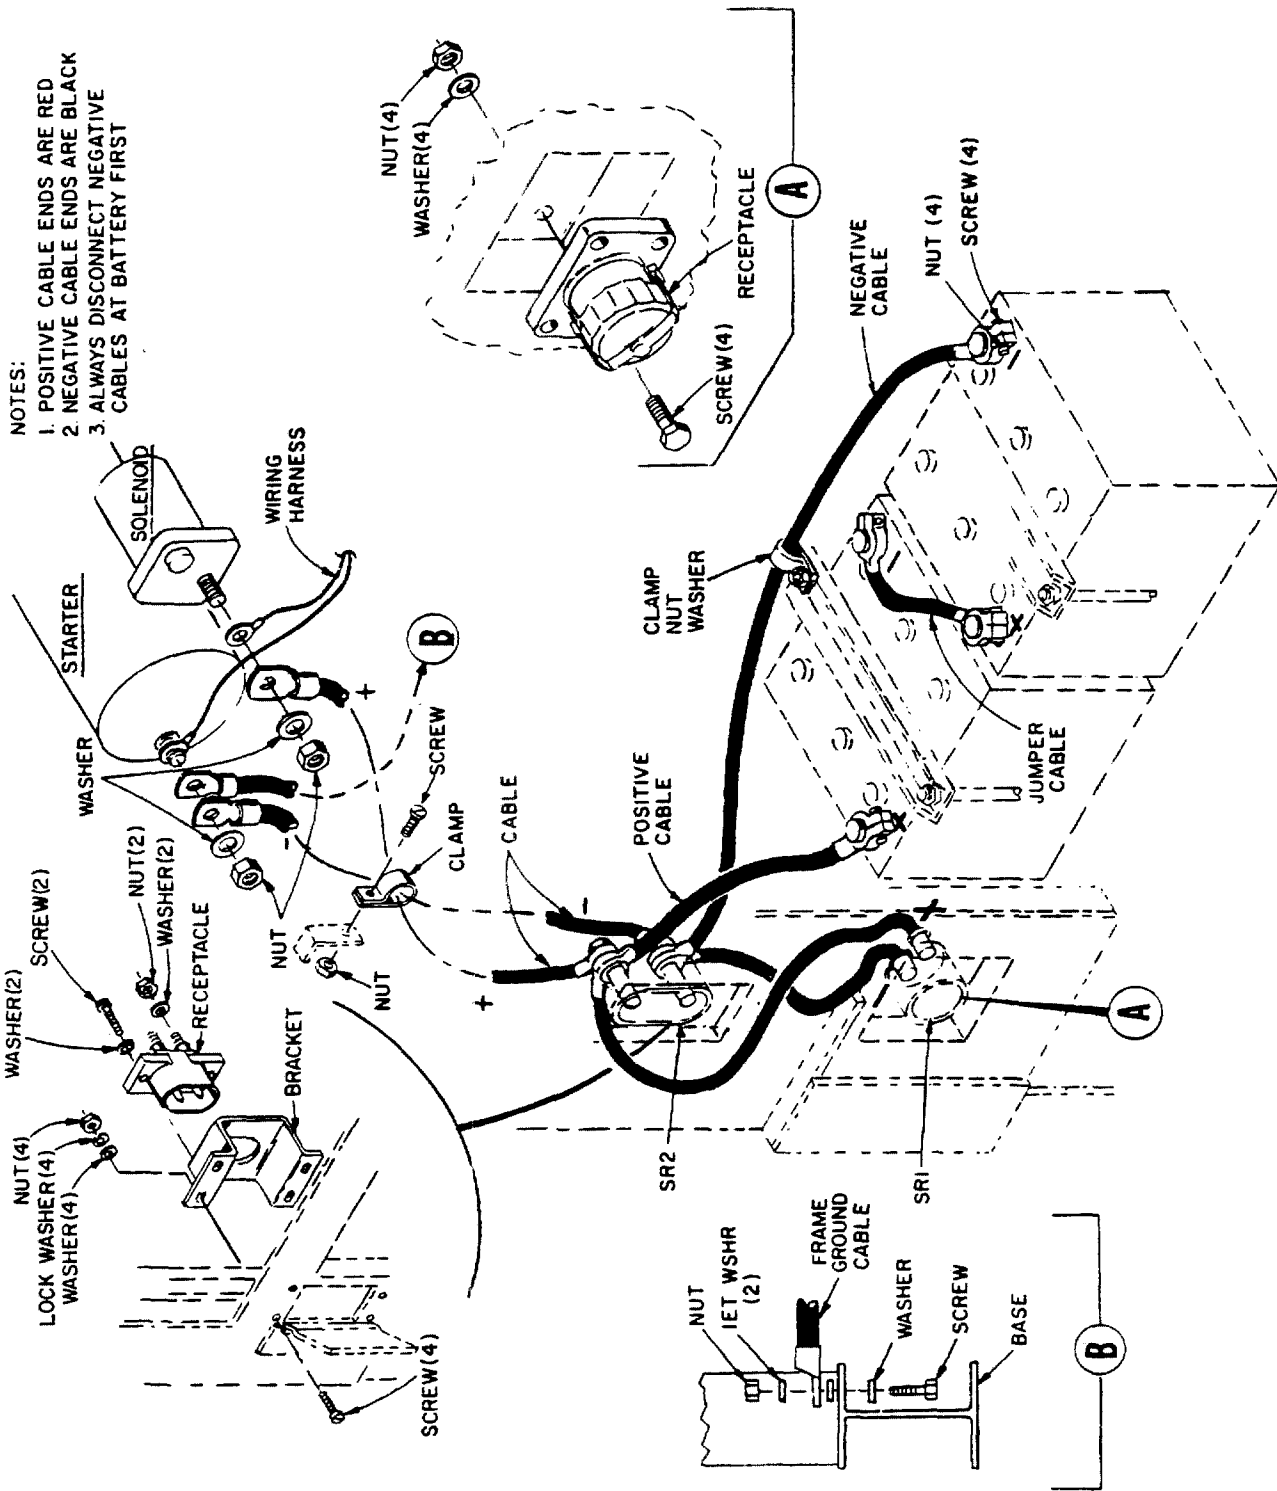 NOTES:
1. POSITIVE CABLE ENDS ARE RED
2. NEGATIVE CABLE ENDS ARE BLACK
3. ALWAYS DISCONNECT NEGATIVE
CABLES AT BATTERY FIRST
STARTER
SOLENOID
WIRING
HARNESS
WASHER
NUT
B
+
-
SCREW
CLAMP
NUT
WASHER(2)
SCREW(2)
NUT(2)
WASHER(2)
RECEPTACLE
BRACKET
NUT(4)
LOCK WASHER(4)
WASHER(4)
SCREW(4)
NUT(4)
WASHER(4)
RECEPTACLE
SCREW(4)
A
CABLE
+
-
POSITIVE
CABLE
CLAMP
NUT
WASHER
NEGATIVE
CABLE
NUT (4)
SCREW (4)
-
-
+
+
JUMPER
CABLE
SR2
SR1
+
-
A
NUT
IET WSHR
(2)
FRAME
GROUND
CABLE
WASHER
SCREW
BASE
B